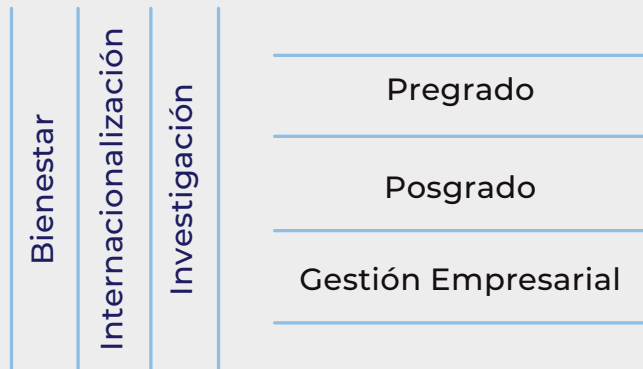 Bienestar
Internacionalización
Investigación
Pregrado
Posgrado
Gestión Empresarial